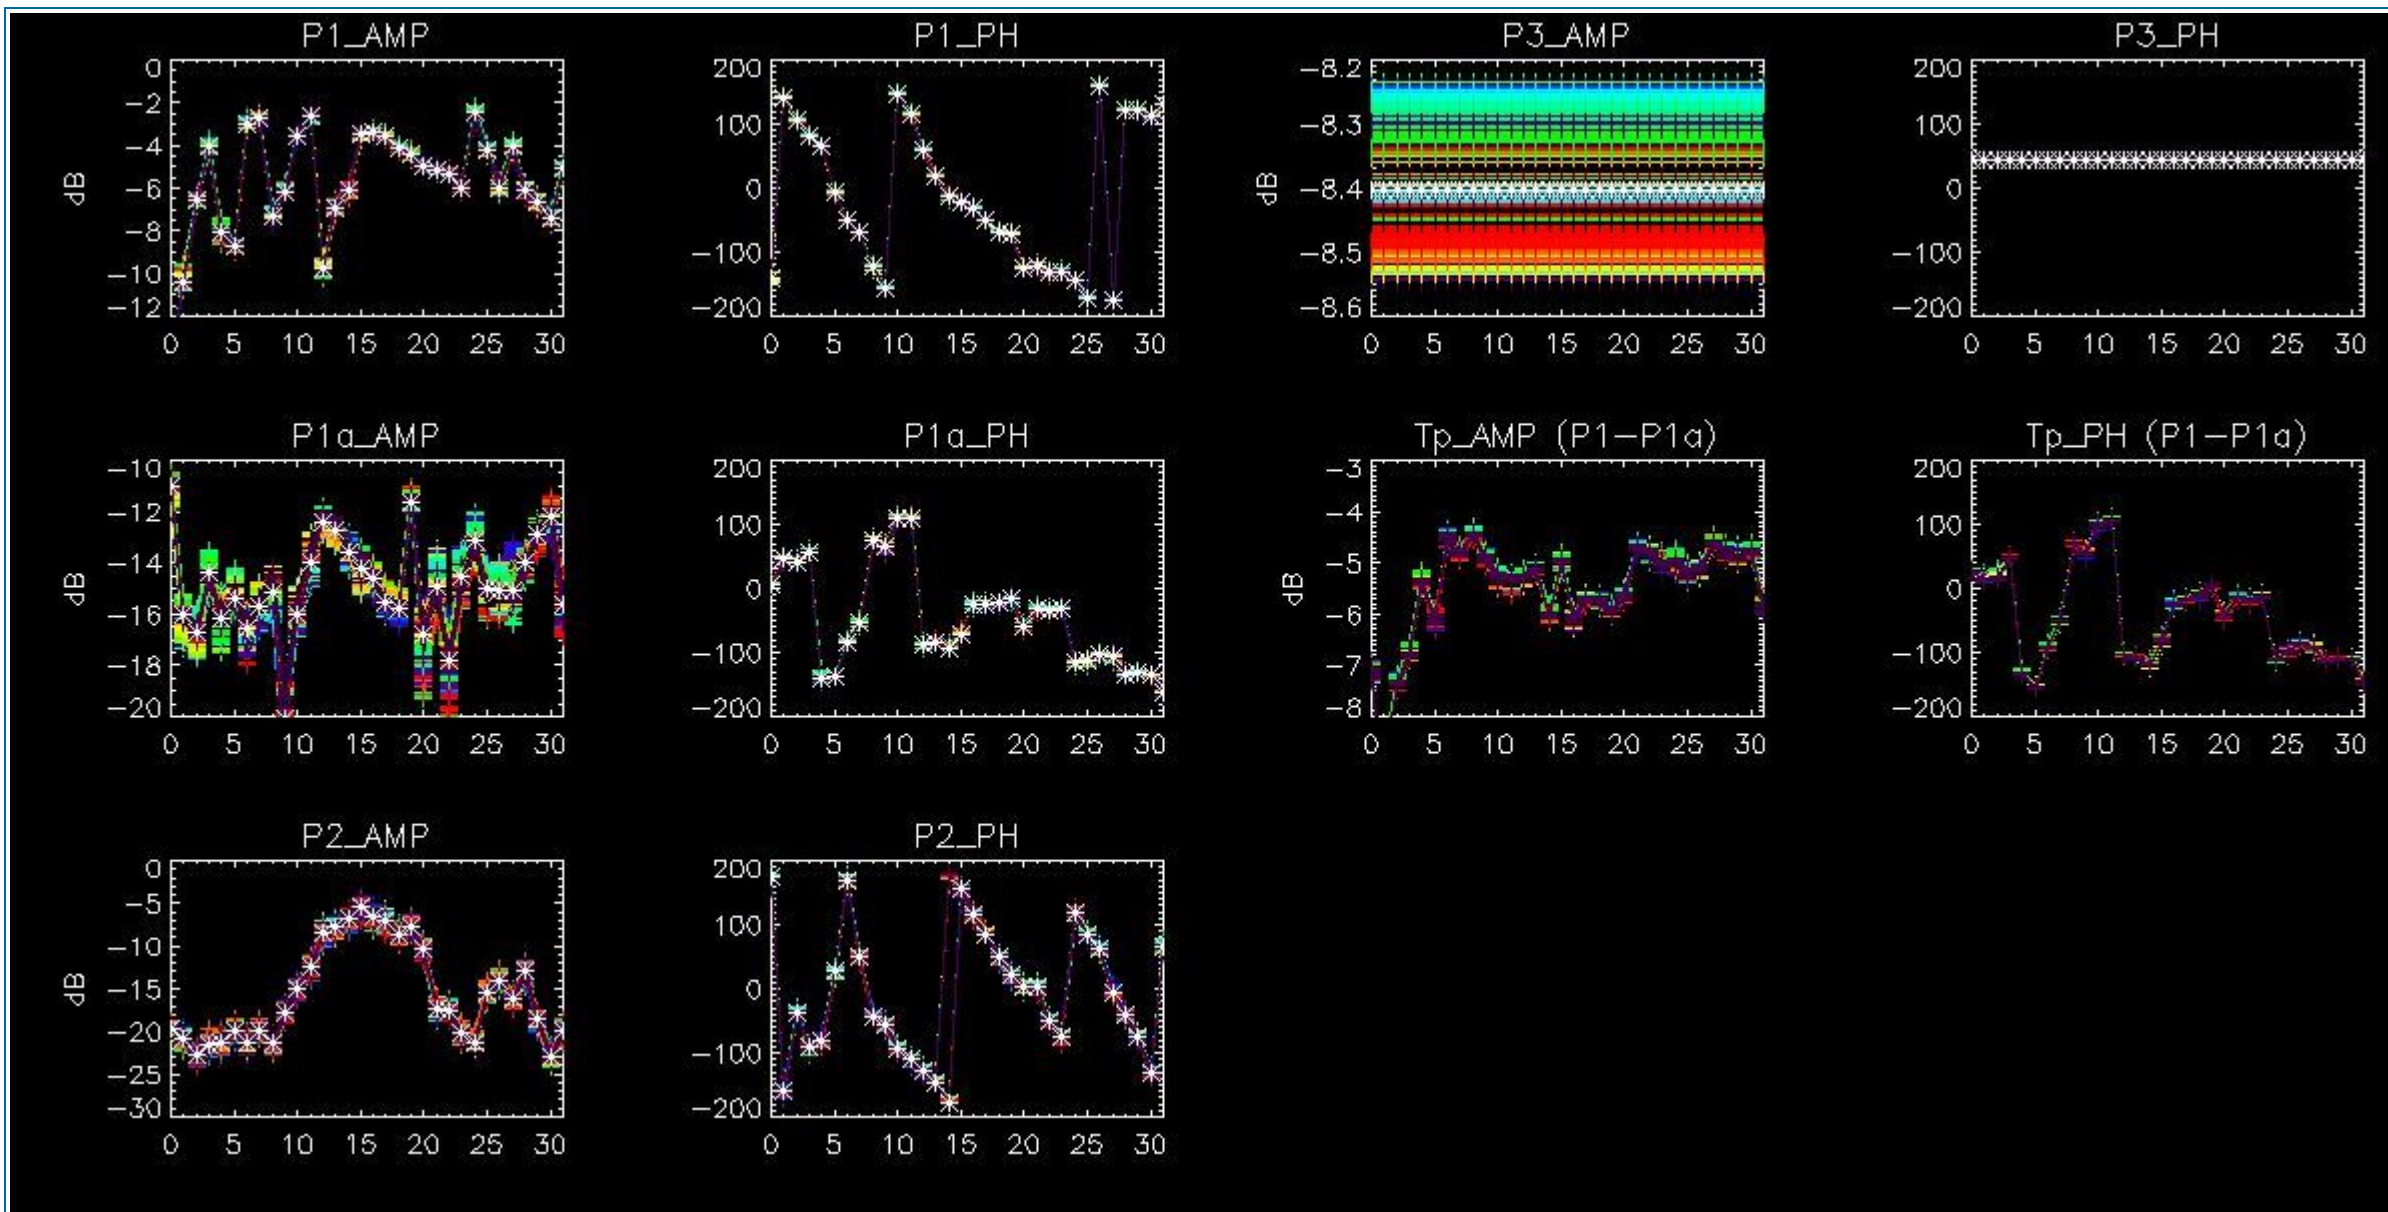 P1_AMP
0
−2
−4
−6
−8
−10
−12
dB
0 5 10 15 20 25 30
P1_PH
200
100
0
−100
−200
0 5 10 15 20 25 30
P3_AMP
−8.2
−8.3
−8.4
−8.5
−8.6
dB
0 5 10 15 20 25 30
P3_PH
200
100
0
−100
−200
0 5 10 15 20 25 30
P1a_AMP
−10
−12
−14
−16
−18
−20
dB
0 5 10 15 20 25 30
P1a_PH
200
100
0
−100
−200
0 5 10 15 20 25 30
Tp_AMP (P1−P1a)
−3
−4
−5
−6
−7
−8
dB
0 5 10 15 20 25 30
Tp_PH (P1−P1a)
200
100
0
−100
−200
0 5 10 15 20 25 30
P2_AMP
0
−5
−10
−15
−20
−25
−30
dB
0 5 10 15 20 25 30
P2_PH
200
100
0
−100
−200
0 5 10 15 20 25 30